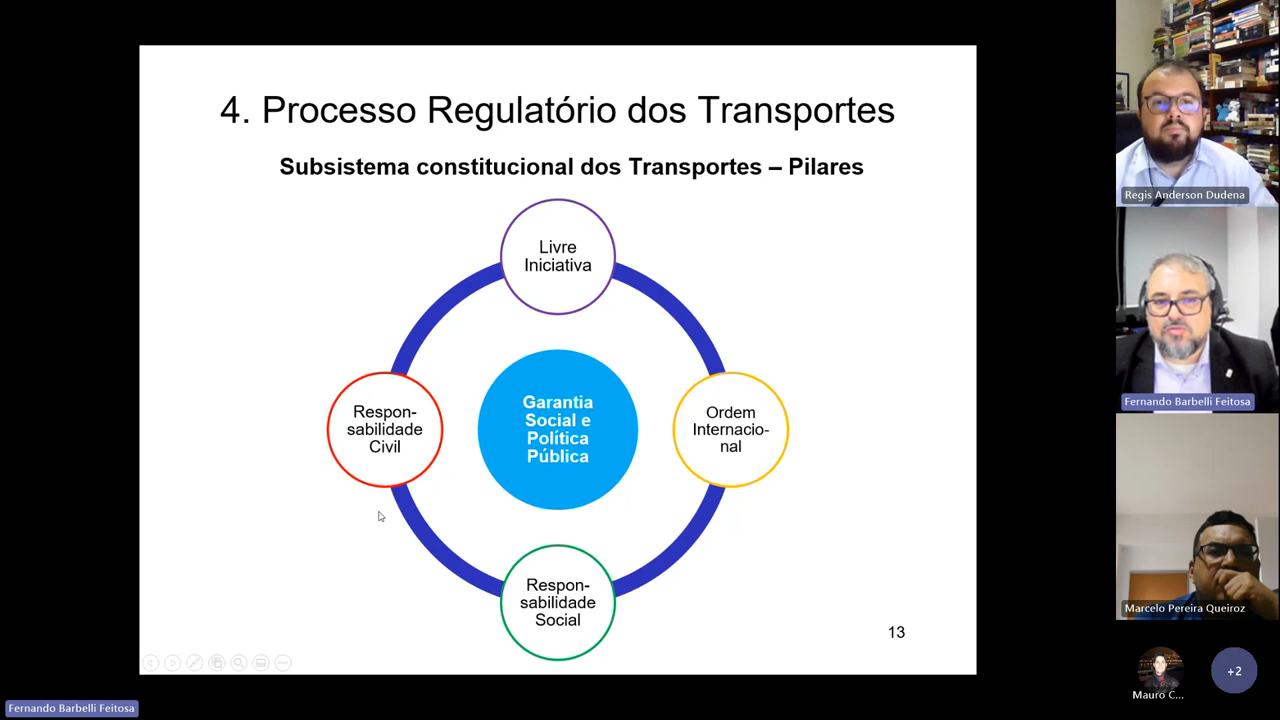 4. Processo Regulatório dos Transportes
Subsistema constitucional dos Transportes – Pilares
Livre
Iniciativa
Respon-
sabilidade
Civil
Garantia
Social e
Política
Pública
Ordem
Internacio-
nal
Respon-
sabilidade
Social
13
Regis Anderson Dudena
Fernando Barbelli Feitosa
Marcelo Pereira Queiroz
Mauro C...
+2
Fernando Barbelli Feitosa